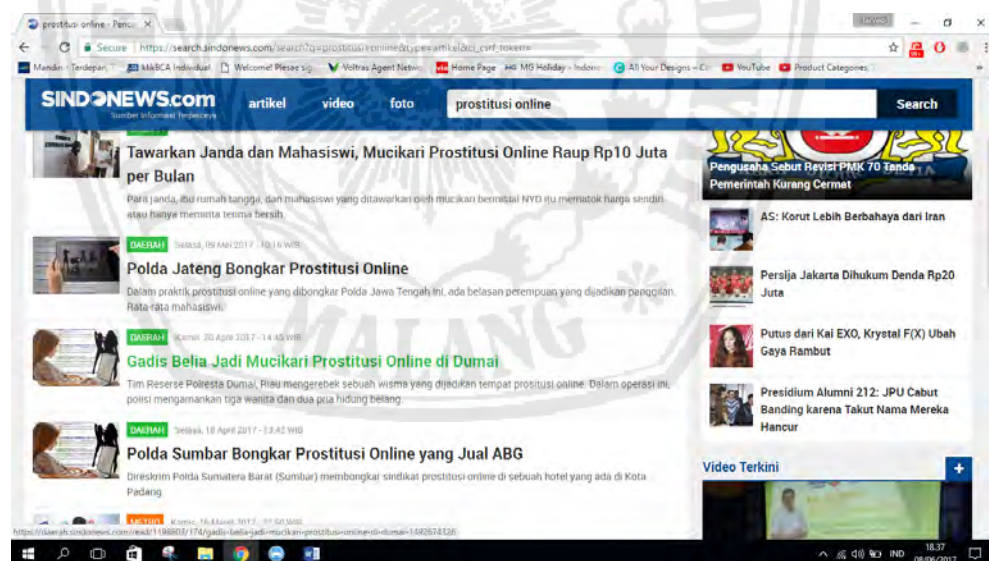 prostitusi online - Penca
Secure
https://search.sindonews.com/search?q=prostitusi+online&type=artikel&ci_csrf_token=
Mandiri - Terdepan, T
KlikBCA Individual
Welcome! Plesae sig
Voltras Agent Netwo
Home Page
MG Holiday - Indone
All Your Designs – C
YouTube
Product Categories, T
SINDONEWS.com
Sumber Informasi Terpercaya
artikel
video
foto
prostitusi online
Search
Tawarkan Janda dan Mahasiswi, Mucikari Prostitusi Online Raup Rp10 Juta
per Bulan
Para janda, ibu rumah tangga, dan mahasiswi yang ditawarkan oleh mucikari berinisial NYD itu mematok harga sendiri
atau hanya meminta terima bersih.
DAERAH
Selasa, 09 Mei 2017 - 10:16 WIB
Polda Jateng Bongkar Prostitusi Online
Dalam praktik prostitusi online yang dibongkar Polda Jawa Tengah ini, ada belasan perempuan yang dijadikan panggilan.
Rata-rata mahasiswi.
DAERAH
Kamis, 20 April 2017 - 14:45 WIB
Gadis Belia Jadi Mucikari Prostitusi Online di Dumai
Tim Reserse Polresta Dumai, Riau mengerebek sebuah wisma yang dijadikan tempat prositusi online. Dalam operasi ini,
polisi mengamankan tiga wanita dan dua pria hidung belang.
DAERAH
Selasa, 18 April 2017 - 13:42 WIB
Polda Sumbar Bongkar Prostitusi Online yang Jual ABG
Direskrim Polda Sumatera Barat (Sumbar) membongkar sindikat prostitusi online di sebuah hotel yang ada di Kota
Padang.
METRO
Kamis, 16 Maret 2017 - 21:50 WIB
Pengusaha Sebut Revisi PMK 70 Tanda
Pemerintah Kurang Cermat
AS: Korut Lebih Berbahaya dari Iran
Persija Jakarta Dihukum Denda Rp20
Juta
Putus dari Kai EXO, Krystal F(X) Ubah
Gaya Rambut
Presidium Alumni 212: JPU Cabut
Banding karena Takut Nama Mereka
Hancur
Video Terkini
+
https://daerah.sindonews.com/read/1198803/174/gadis-belia-jadi-mucikari-prostitusi-online-di-dumai-1492674326
IND
18.37
08/06/2017
MALANG